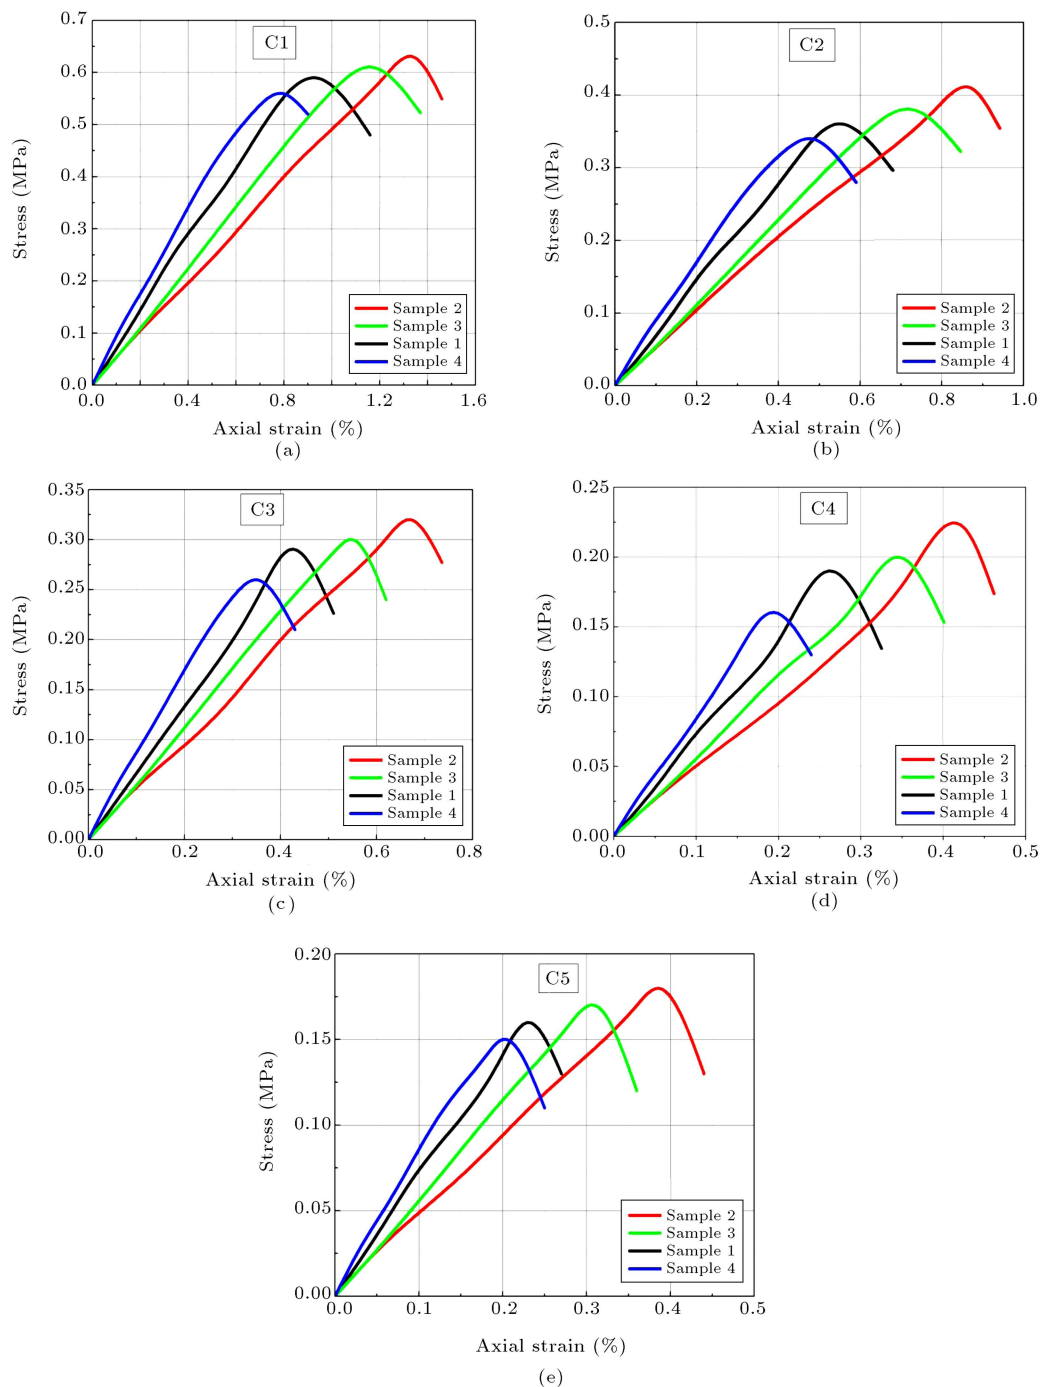 C1
0.7
0.6
0.5
0.4
0.3
0.2
0.1
0.0
Stress (MPa)
Sample 2
Sample 3
Sample 1
Sample 4
0.0 0.4 0.8 1.2 1.6
Axial strain (%)
(a)
C2
0.5
0.4
0.3
0.2
0.1
0.0
Stress (MPa)
Sample 2
Sample 3
Sample 1
Sample 4
0.0 0.2 0.4 0.6 0.8 1.0
Axial strain (%)
(b)
C3
0.35
0.30
0.25
0.20
0.15
0.10
0.05
0.00
Stress (MPa)
Sample 2
Sample 3
Sample 1
Sample 4
0.0 0.2 0.4 0.6 0.8
Axial strain (%)
(c)
C4
0.25
0.20
0.15
0.10
0.05
0.00
Stress (MPa)
Sample 2
Sample 3
Sample 1
Sample 4
0.0 0.1 0.2 0.3 0.4 0.5
Axial strain (%)
(d)
C5
0.20
0.15
0.10
0.05
0.00
Stress (MPa)
Sample 2
Sample 3
Sample 1
Sample 4
0.0 0.1 0.2 0.3 0.4 0.5
Axial strain (%)
(e)